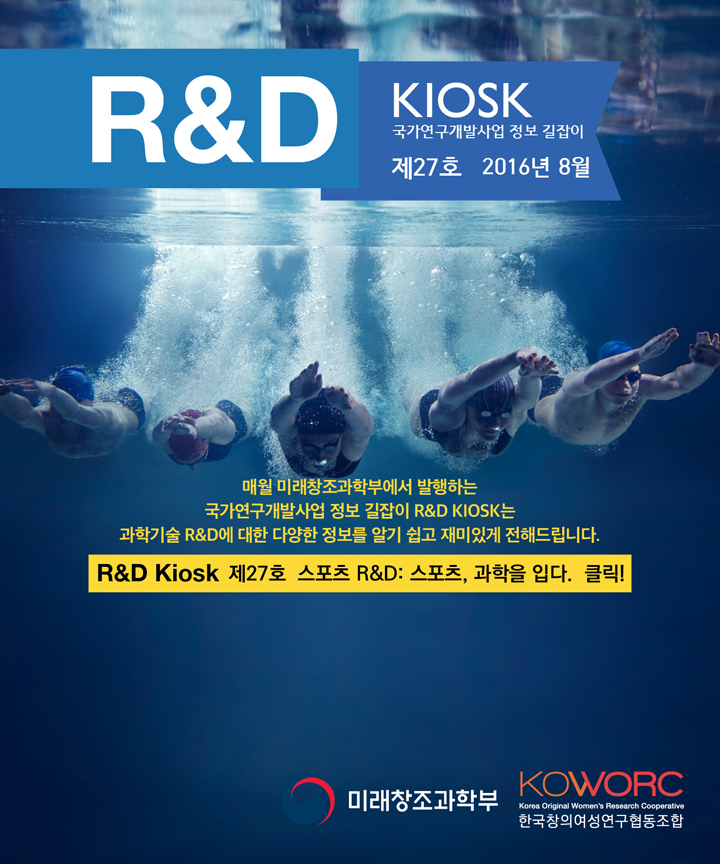 R&D
KIOSK
국가연구개발사업 정보 길잡이
제27호 2016년 8월
매월 미래창조과학부에서 발행하는
국가연구개발사업 정보 길잡이 R&D KIOSK는
과학기술 R&D에 대한 다양한 정보를 알기 쉽고 재미있게 전해드립니다.
R&D Kiosk 제27호 스포츠 R&D: 스포츠, 과학을 입다. 클릭!
미래창조과학부
KOWORC
Korea Original Women's Research Cooperative
한국창의여성연구협동조합